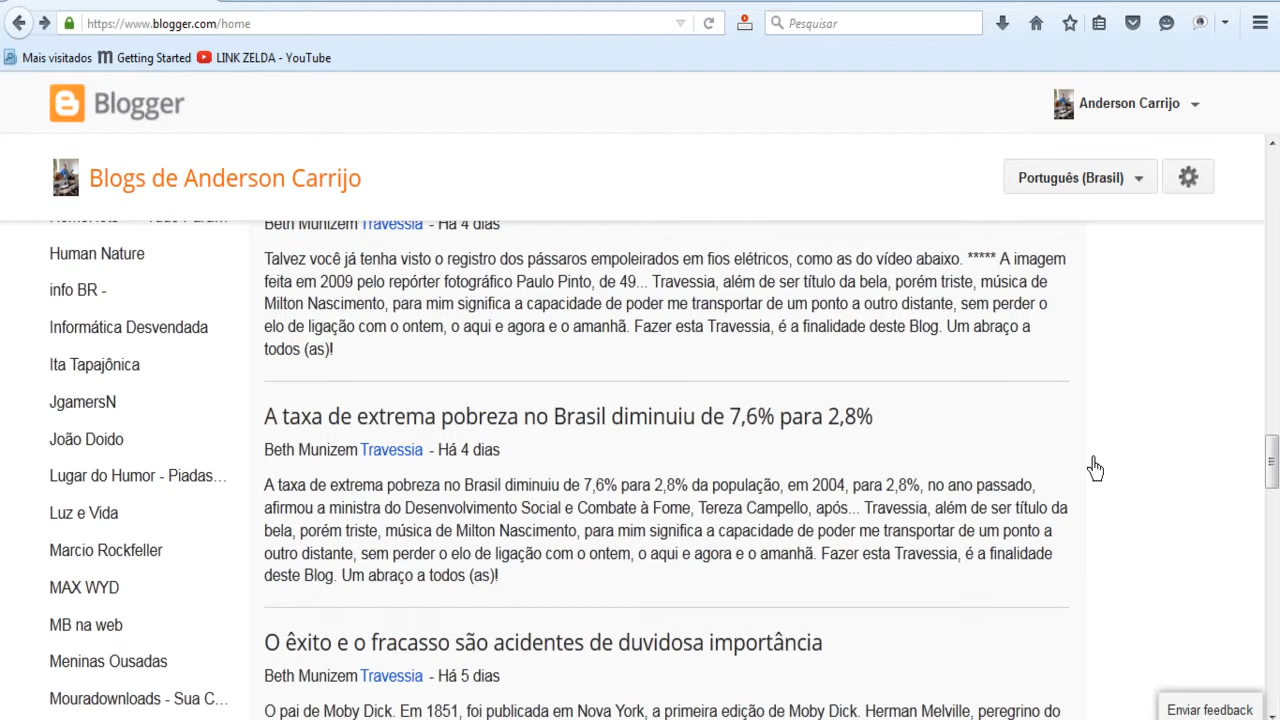 https://www.blogger.com/home
Pesquisar
Mais visitados
Getting Started
LINK ZELDA - YouTube
Blogger
Anderson Carrijo
Blogs de Anderson Carrijo
Português (Brasil)
Human Nature
info BR -
Informática Desvendada
Ita Tapajônica
JgamersN
João Doido
Lugar do Humor - Piadas...
Luz e Vida
Marcio Rockfeller
MAX WYD
MB na web
Meninas Ousadas
Mouradownloads - Sua C...
Beth Munizem Travessia - Há 4 dias
Talvez você já tenha visto o registro dos pássaros empoleirados em fios elétricos, como as do vídeo abaixo. ***** A imagem
feita em 2009 pelo repórter fotográfico Paulo Pinto, de 49... Travessia, além de ser título da bela, porém triste, música de
Milton Nascimento, para mim significa a capacidade de poder me transportar de um ponto a outro distante, sem perder o
elo de ligação com o ontem, o aqui e agora e o amanhã. Fazer esta Travessia, é a finalidade deste Blog. Um abraço a
todos (as)!
A taxa de extrema pobreza no Brasil diminuiu de 7,6% para 2,8%
Beth Munizem Travessia - Há 4 dias
A taxa de extrema pobreza no Brasil diminuiu de 7,6% para 2,8% da população, em 2004, para 2,8%, no ano passado,
afirmou a ministra do Desenvolvimento Social e Combate à Fome, Tereza Campello, após... Travessia, além de ser título da
bela, porém triste, música de Milton Nascimento, para mim significa a capacidade de poder me transportar de um ponto a
outro distante, sem perder o elo de ligação com o ontem, o aqui e agora e o amanhã. Fazer esta Travessia, é a finalidade
deste Blog. Um abraço a todos (as)!
O êxito e o fracasso são acidentes de duvidosa importância
Beth Munizem Travessia - Há 5 dias
O pai de Moby Dick. Em 1851, foi publicada em Nova York, a primeira edição de Moby Dick. Herman Melville, peregrino do
Enviar feedback